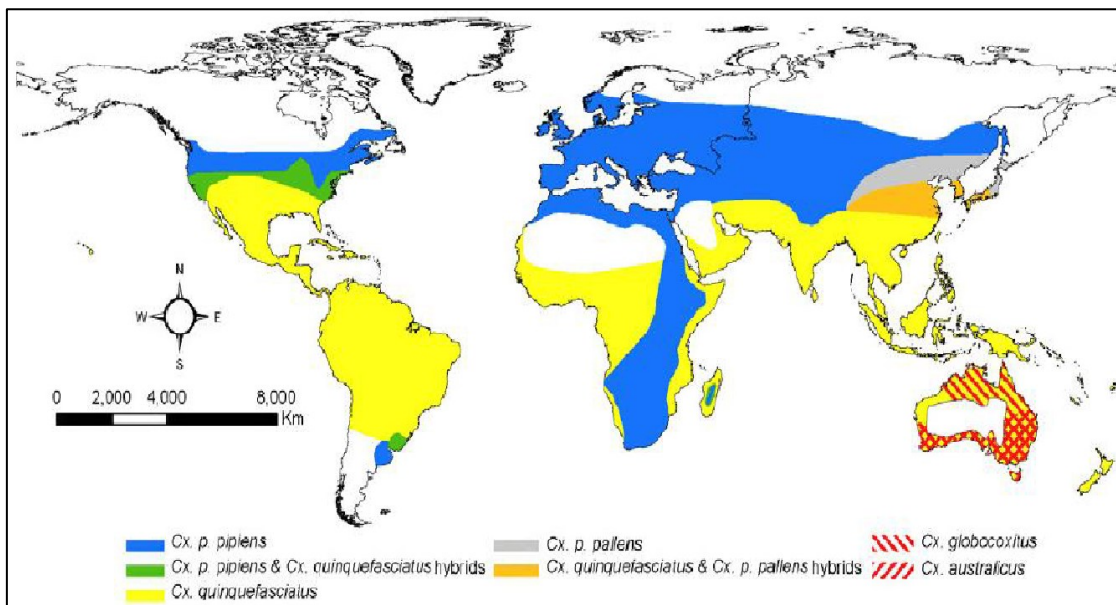 N
W E
S
0 2,000 4,000 8,000
Km
Cx. p. pipiens
Cx. p. pipiens & Cx. quinquefasciatus hybrids
Cx. quinquefasciatus
Cx. p. pallens
Cx. quinquefasciatus & Cx. p. pallens hybrids
Cx. globocoxitus
Cx. australicus